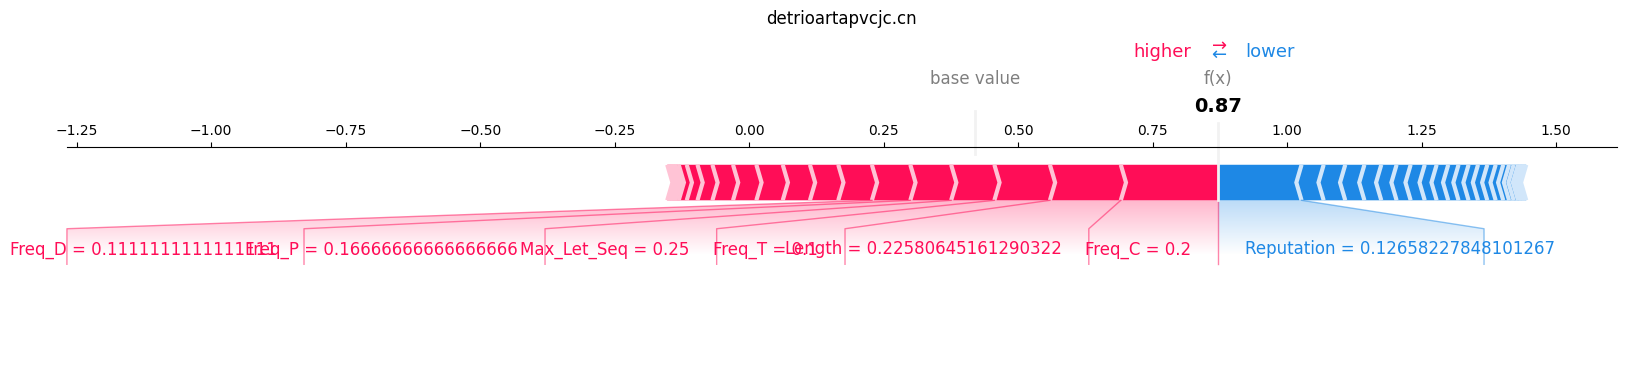 detrioartapvcjc.cn
higher ⇄ lower
base value f(x)
0.87
−1.25 −1.00 −0.75 −0.50 −0.25 0.00 0.25 0.50 0.75 1.00 1.25 1.50
Freq_D = 0.1111111111111111 Freq_P = 0.16666666666666666 Max_Let_Seq = 0.25 Freq_T = 0.1 Length = 0.22580645161290322 Freq_C = 0.2 Reputation = 0.12658227848101267